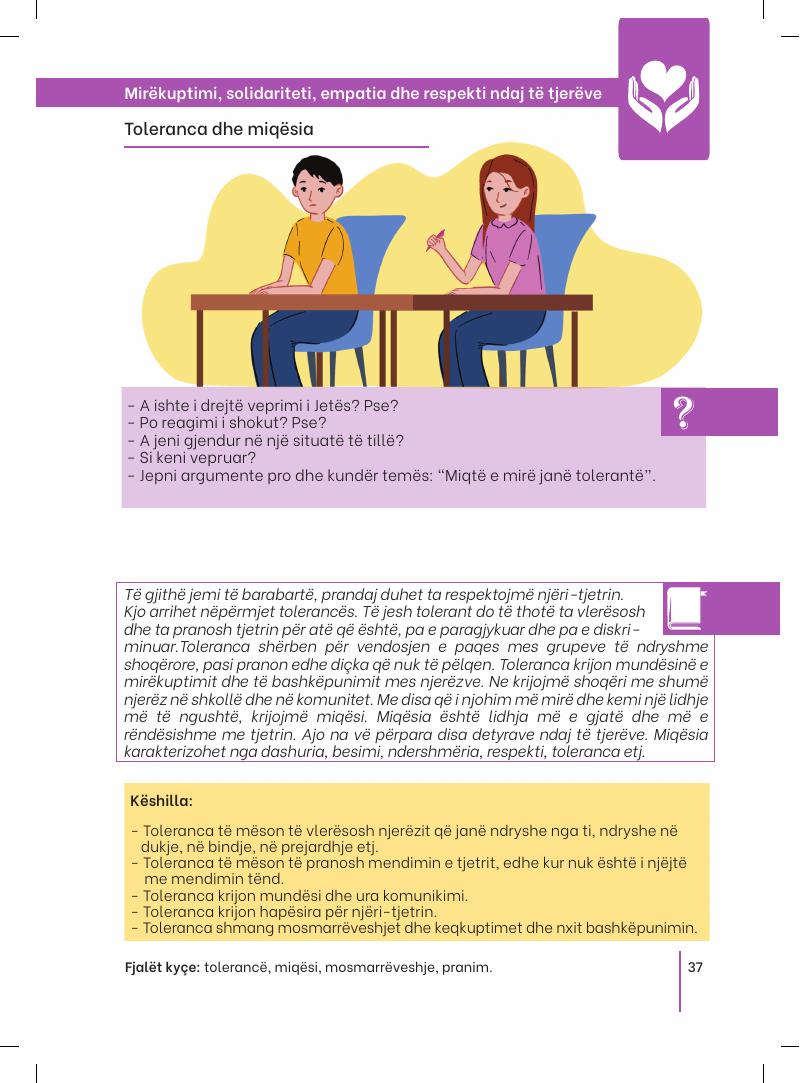 Mirëkuptimi, solidariteti, empatia dhe respekti ndaj të tjerëve
Toleranca dhe miqësia
- A ishte i drejtë veprimi i Jetës? Pse?
- Po reagimi i shokut? Pse?
- A jeni gjendur në një situatë të tillë?
- Si keni vepruar?
- Jepni argumente pro dhe kundër temës: “Miqtë e mirë janë tolerantë”.
?
Të gjithë jemi të barabartë, prandaj duhet ta respektojmë njëri-tjetrin.
Kjo arrihet nëpërmjet tolerancës. Të jesh tolerant do të thotë ta vlerësosh
dhe ta pranosh tjetrin për atë që është, pa e paragjykuar dhe pa e diskri-
minuar.Toleranca shërben për vendosjen e paqes mes grupeve të ndryshme
shoqërore, pasi pranon edhe diçka që nuk të pëlqen. Toleranca krijon mundësinë e
mirëkuptimit dhe të bashkëpunimit mes njerëzve. Ne krijojmë shoqëri me shumë
njerëz në shkollë dhe në komunitet. Me disa që i njohim më mirë dhe kemi një lidhje
më të ngushtë, krijojmë miqësi. Miqësia është lidhja më e gjatë dhe më e
rëndësishme me tjetrin. Ajo na vë përpara disa detyrave ndaj të tjerëve. Miqësia
karakterizohet nga dashuria, besimi, ndershmëria, respekti, toleranca etj.
Këshilla:
- Toleranca të mëson të vlerësosh njerëzit që janë ndryshe nga ti, ndryshe në
dukje, në bindje, në prejardhje etj.
- Toleranca të mëson të pranosh mendimin e tjetrit, edhe kur nuk është i njëjtë
me mendimin tënd.
- Toleranca krijon mundësi dhe ura komunikimi.
- Toleranca krijon hapësira për njëri-tjetrin.
- Toleranca shmang mosmarrëveshjet dhe keqkuptimet dhe nxit bashkëpunimin.
Fjalët kyçe: tolerancë, miqësi, mosmarrëveshje, pranim.
37